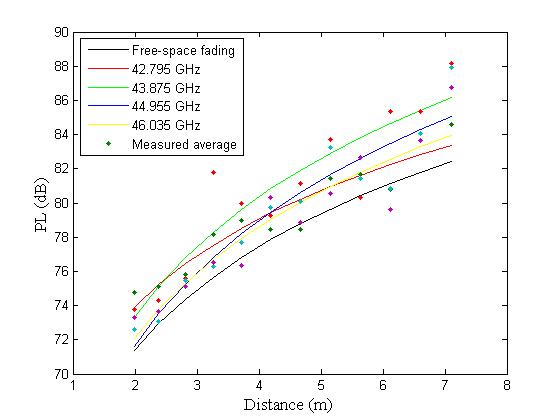 90
88
86
84
82
80
78
76
74
72
70
PL (dB)
Free-space fading
42.795 GHz
43.875 GHz
44.955 GHz
46.035 GHz
Measured average
1 2 3 4 5 6 7 8
Distance (m)